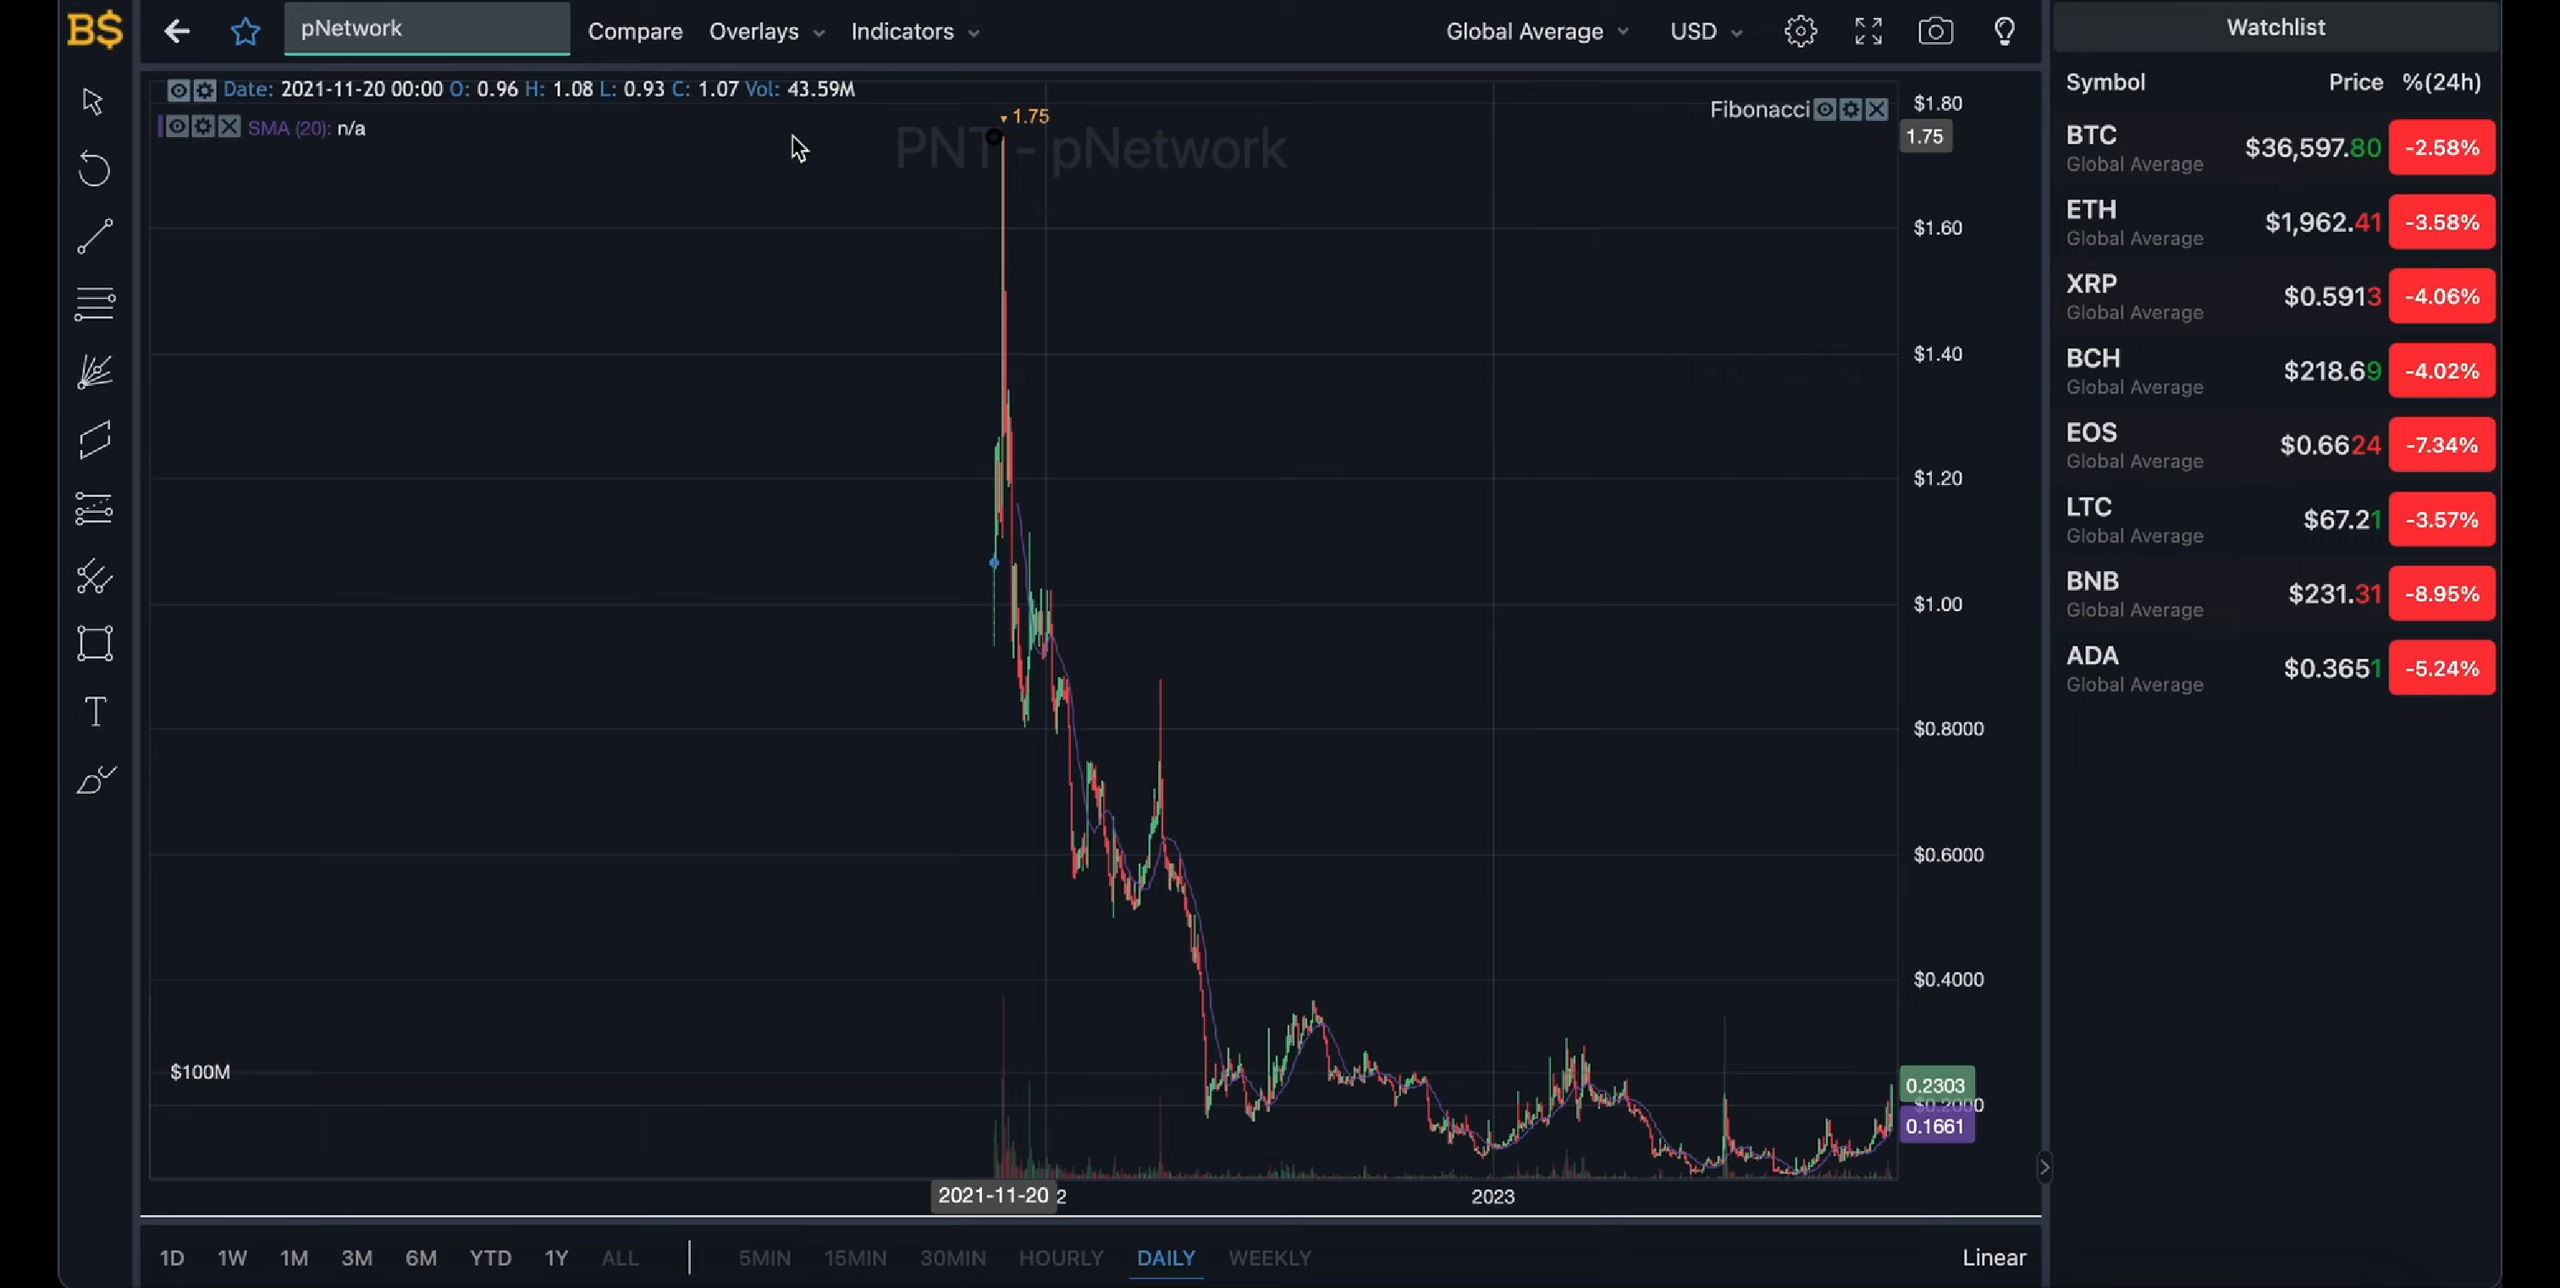 B$
pNetwork Compare Overlays Indicators Global Average USD
Date: 2021-11-20 00:00 O: 0.96 H: 1.08 L: 0.93 C: 1.07 Vol: 43.59M
SMA (20): n/a
1.75
PNT - pNetwork
Fibonacci
$1.80
1.75
$1.60
$1.40
$1.20
$1.00
$0.8000
$0.6000
$0.4000
0.2303
$0.2000
0.1661
$100M
2021-11-20 2
2023
1D 1W 1M 3M 6M YTD 1Y ALL 5MIN 15MIN 30MIN HOURLY DAILY WEEKLY Linear
Watchlist
Symbol Price %(24h)
BTC $36,597.80 -2.58%
Global Average
ETH $1,962.41 -3.58%
Global Average
XRP $0.5913 -4.06%
Global Average
BCH $218.69 -4.02%
Global Average
EOS $0.6624 -7.34%
Global Average
LTC $67.21 -3.57%
Global Average
BNB $231.31 -8.95%
Global Average
ADA $0.3651 -5.24%
Global Average